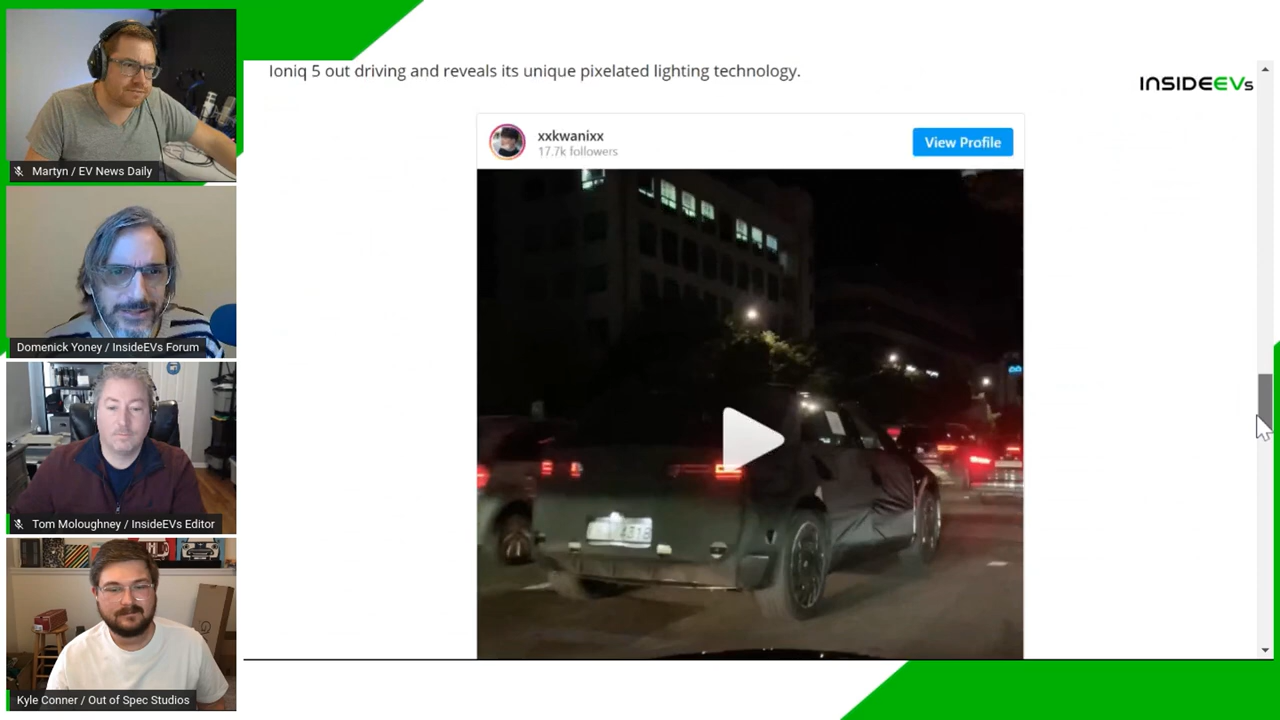 Martyn / EV News Daily
Domenick Yoney / InsideEVs Forum
Tom Moloughney / InsideEVs Editor
Kyle Conner / Out of Spec Studios
Ioniq 5 out driving and reveals its unique pixelated lighting technology.
INSIDEEVs
xxkwanixx
17.7k followers
View Profile